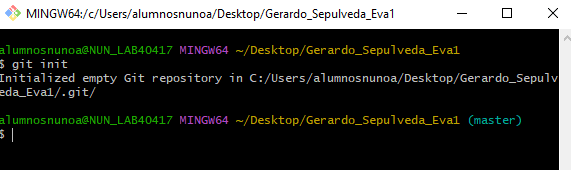 MINGW64:/c/Users/alumnosnunoa/Desktop/Gerardo_Sepulveda_Eva1
alumnosnunoa@NUN_LAB40417 MINGW64 ~/Desktop/Gerardo_Sepulveda_Eva1
$ git init
Initialized empty Git repository in C:/Users/alumnosnunoa/Desktop/Gerardo_Sepulv
eda_Eva1/.git/
alumnosnunoa@NUN_LAB40417 MINGW64 ~/Desktop/Gerardo_Sepulveda_Eva1 (master)
$